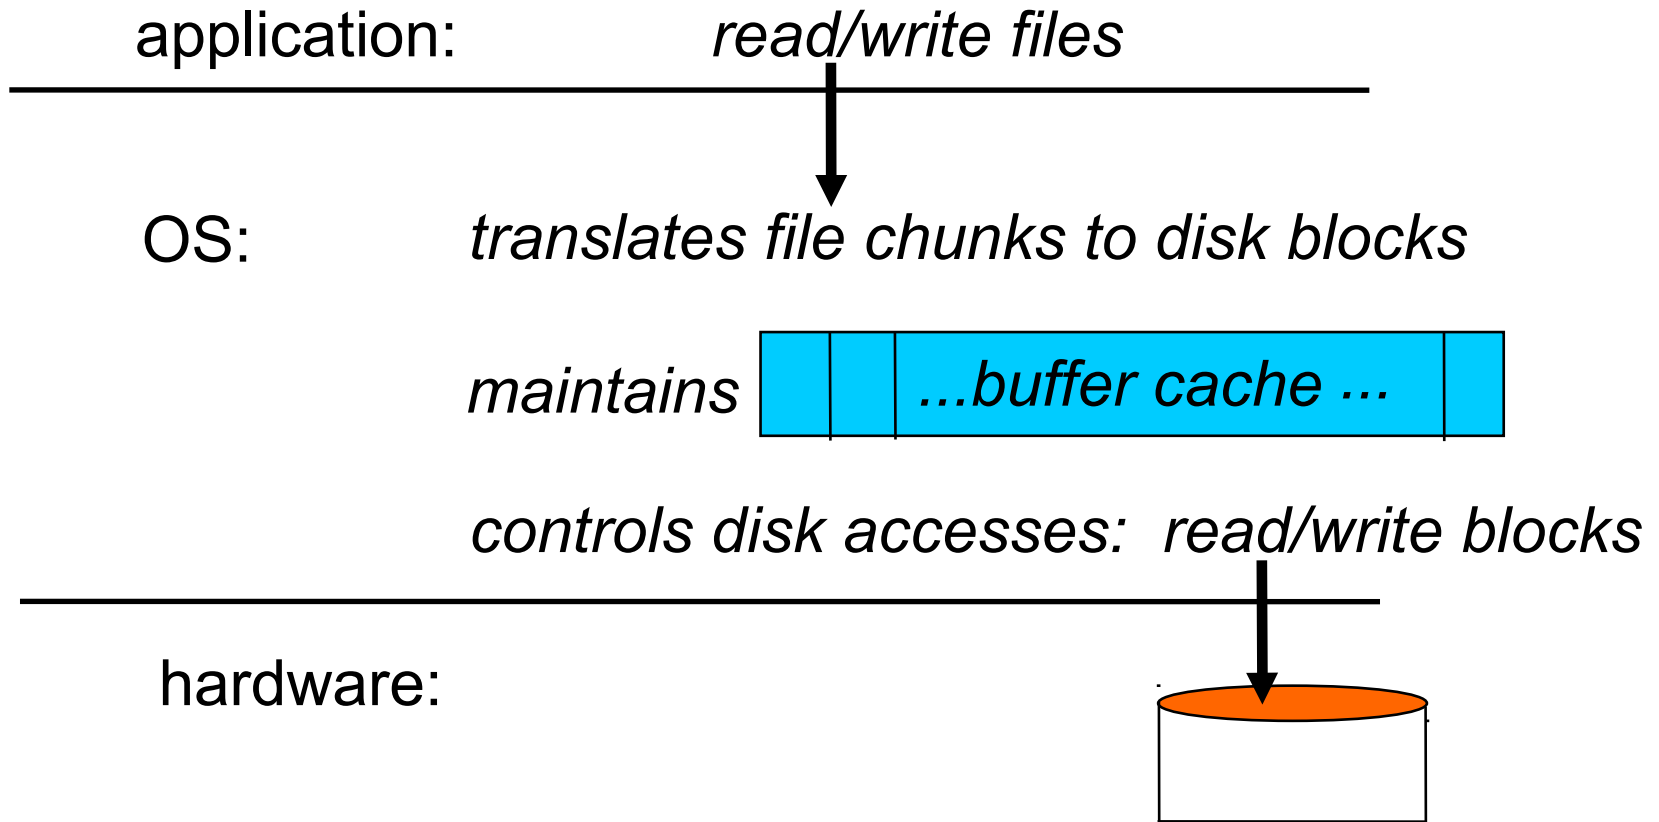 application: read/write files
OS: translates file chunks to disk blocks
maintains ...buffer cache ...
controls disk accesses: read/write blocks
hardware: